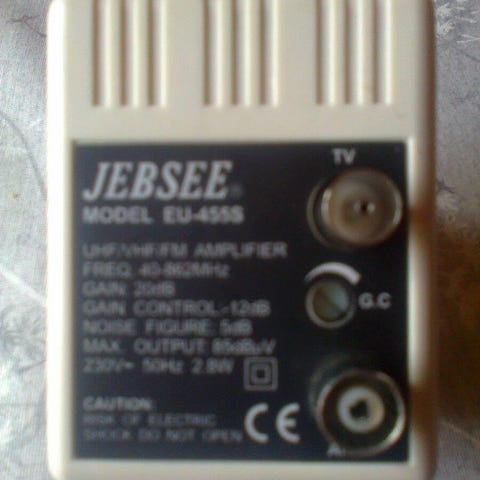 TV
JEBSEE®
MODEL EU-455S
UHF/VHF/FM AMPLIFIER
FREQ. 40-862MHz
GAIN: 20dB
G.C
GAIN CONTROL:-12dB
NOISE FIGURE: 5dB
MAX. OUTPUT: 85dBµV
230V~ 50Hz 2.8W
CAUTION:
RISK OF ELECTRIC
SHOCK DO NOT OPEN
CE